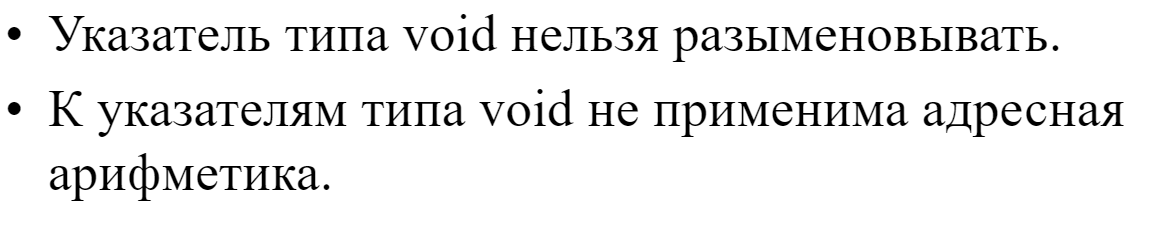 • Указатель типа void нельзя разыменовывать.
• К указателям типа void не применима адресная
арифметика.